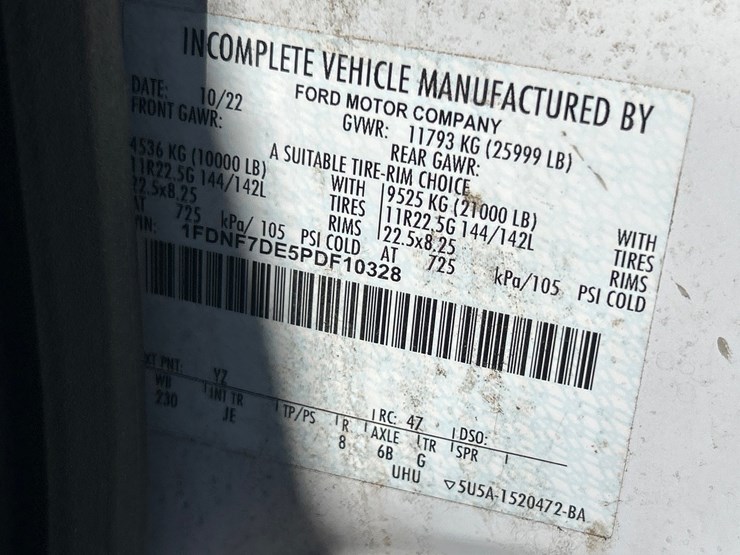 INCOMPLETE VEHICLE MANUFACTURED BY
FORD MOTOR COMPANY
DATE: 10/22 GVWR: 11793 KG (25999 LB)
FRONT GAWR: REAR GAWR:
A SUITABLE TIRE-RIM CHOICE
4536 KG (10000 LB) WITH 9525 KG (21000 LB) WITH
11R22.5G 144/142L TIRES 11R22.5G 144/142L TIRES
22.5x8.25 RIMS 22.5x8.25 RIMS
AT 725 kPa/ 105 PSI COLD AT 725 kPa/105 PSI COLD
VIN: 1FDNF7DE5PDF10328
EXT PNT: YZ RC: 47 DSO:
WB INT TR TP/PS R AXLE TR SPR
230 JE 8 6B G
UHU ▽5U5A-1520472-BA